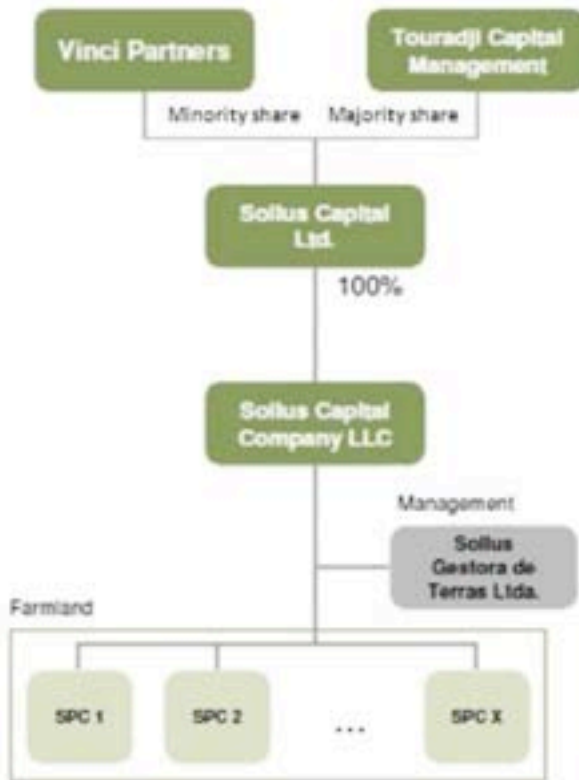 Vinci Partners
Touradji Capital
Management
Minority share
Majority share
Sollus Capital
Ltd.
100%
Sollus Capital
Company LLC
Management
Sollus
Gestora de
Terras Ltda.
Farmland
SPC 1
SPC 2
...
SPC X